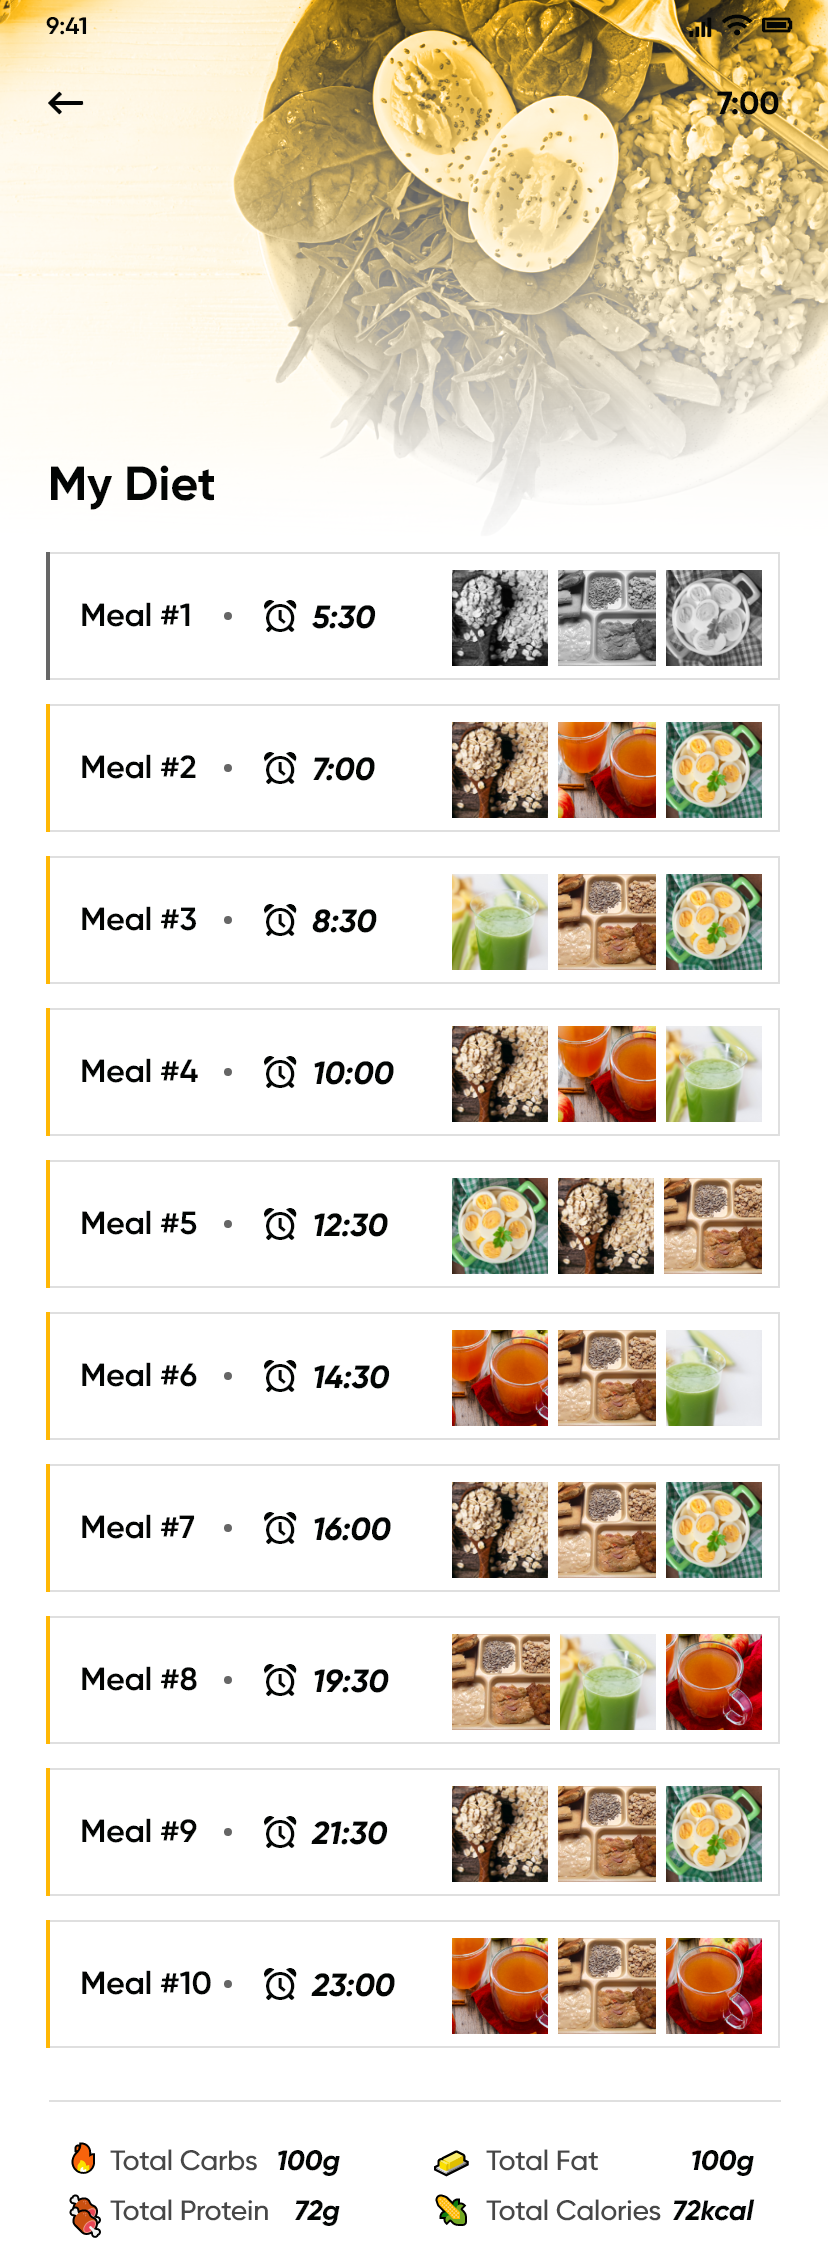 9:41
7:00
My Diet
Meal #1 • 5:30
Meal #2 • 7:00
Meal #3 • 8:30
Meal #4 • 10:00
Meal #5 • 12:30
Meal #6 • 14:30
Meal #7 • 16:00
Meal #8 • 19:30
Meal #9 • 21:30
Meal #10 • 23:00
Total Carbs 100g Total Fat 100g
Total Protein 72g Total Calories 72kcal